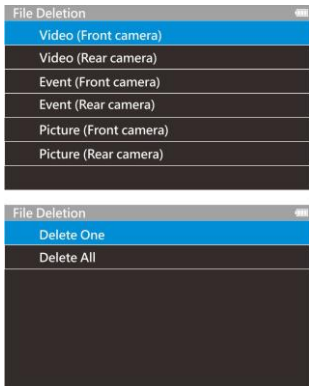 File Deletion
Video (Front camera)
Video (Rear camera)
Event (Front camera)
Event (Rear camera)
Picture (Front camera)
Picture (Rear camera)
File Deletion
Delete One
Delete All